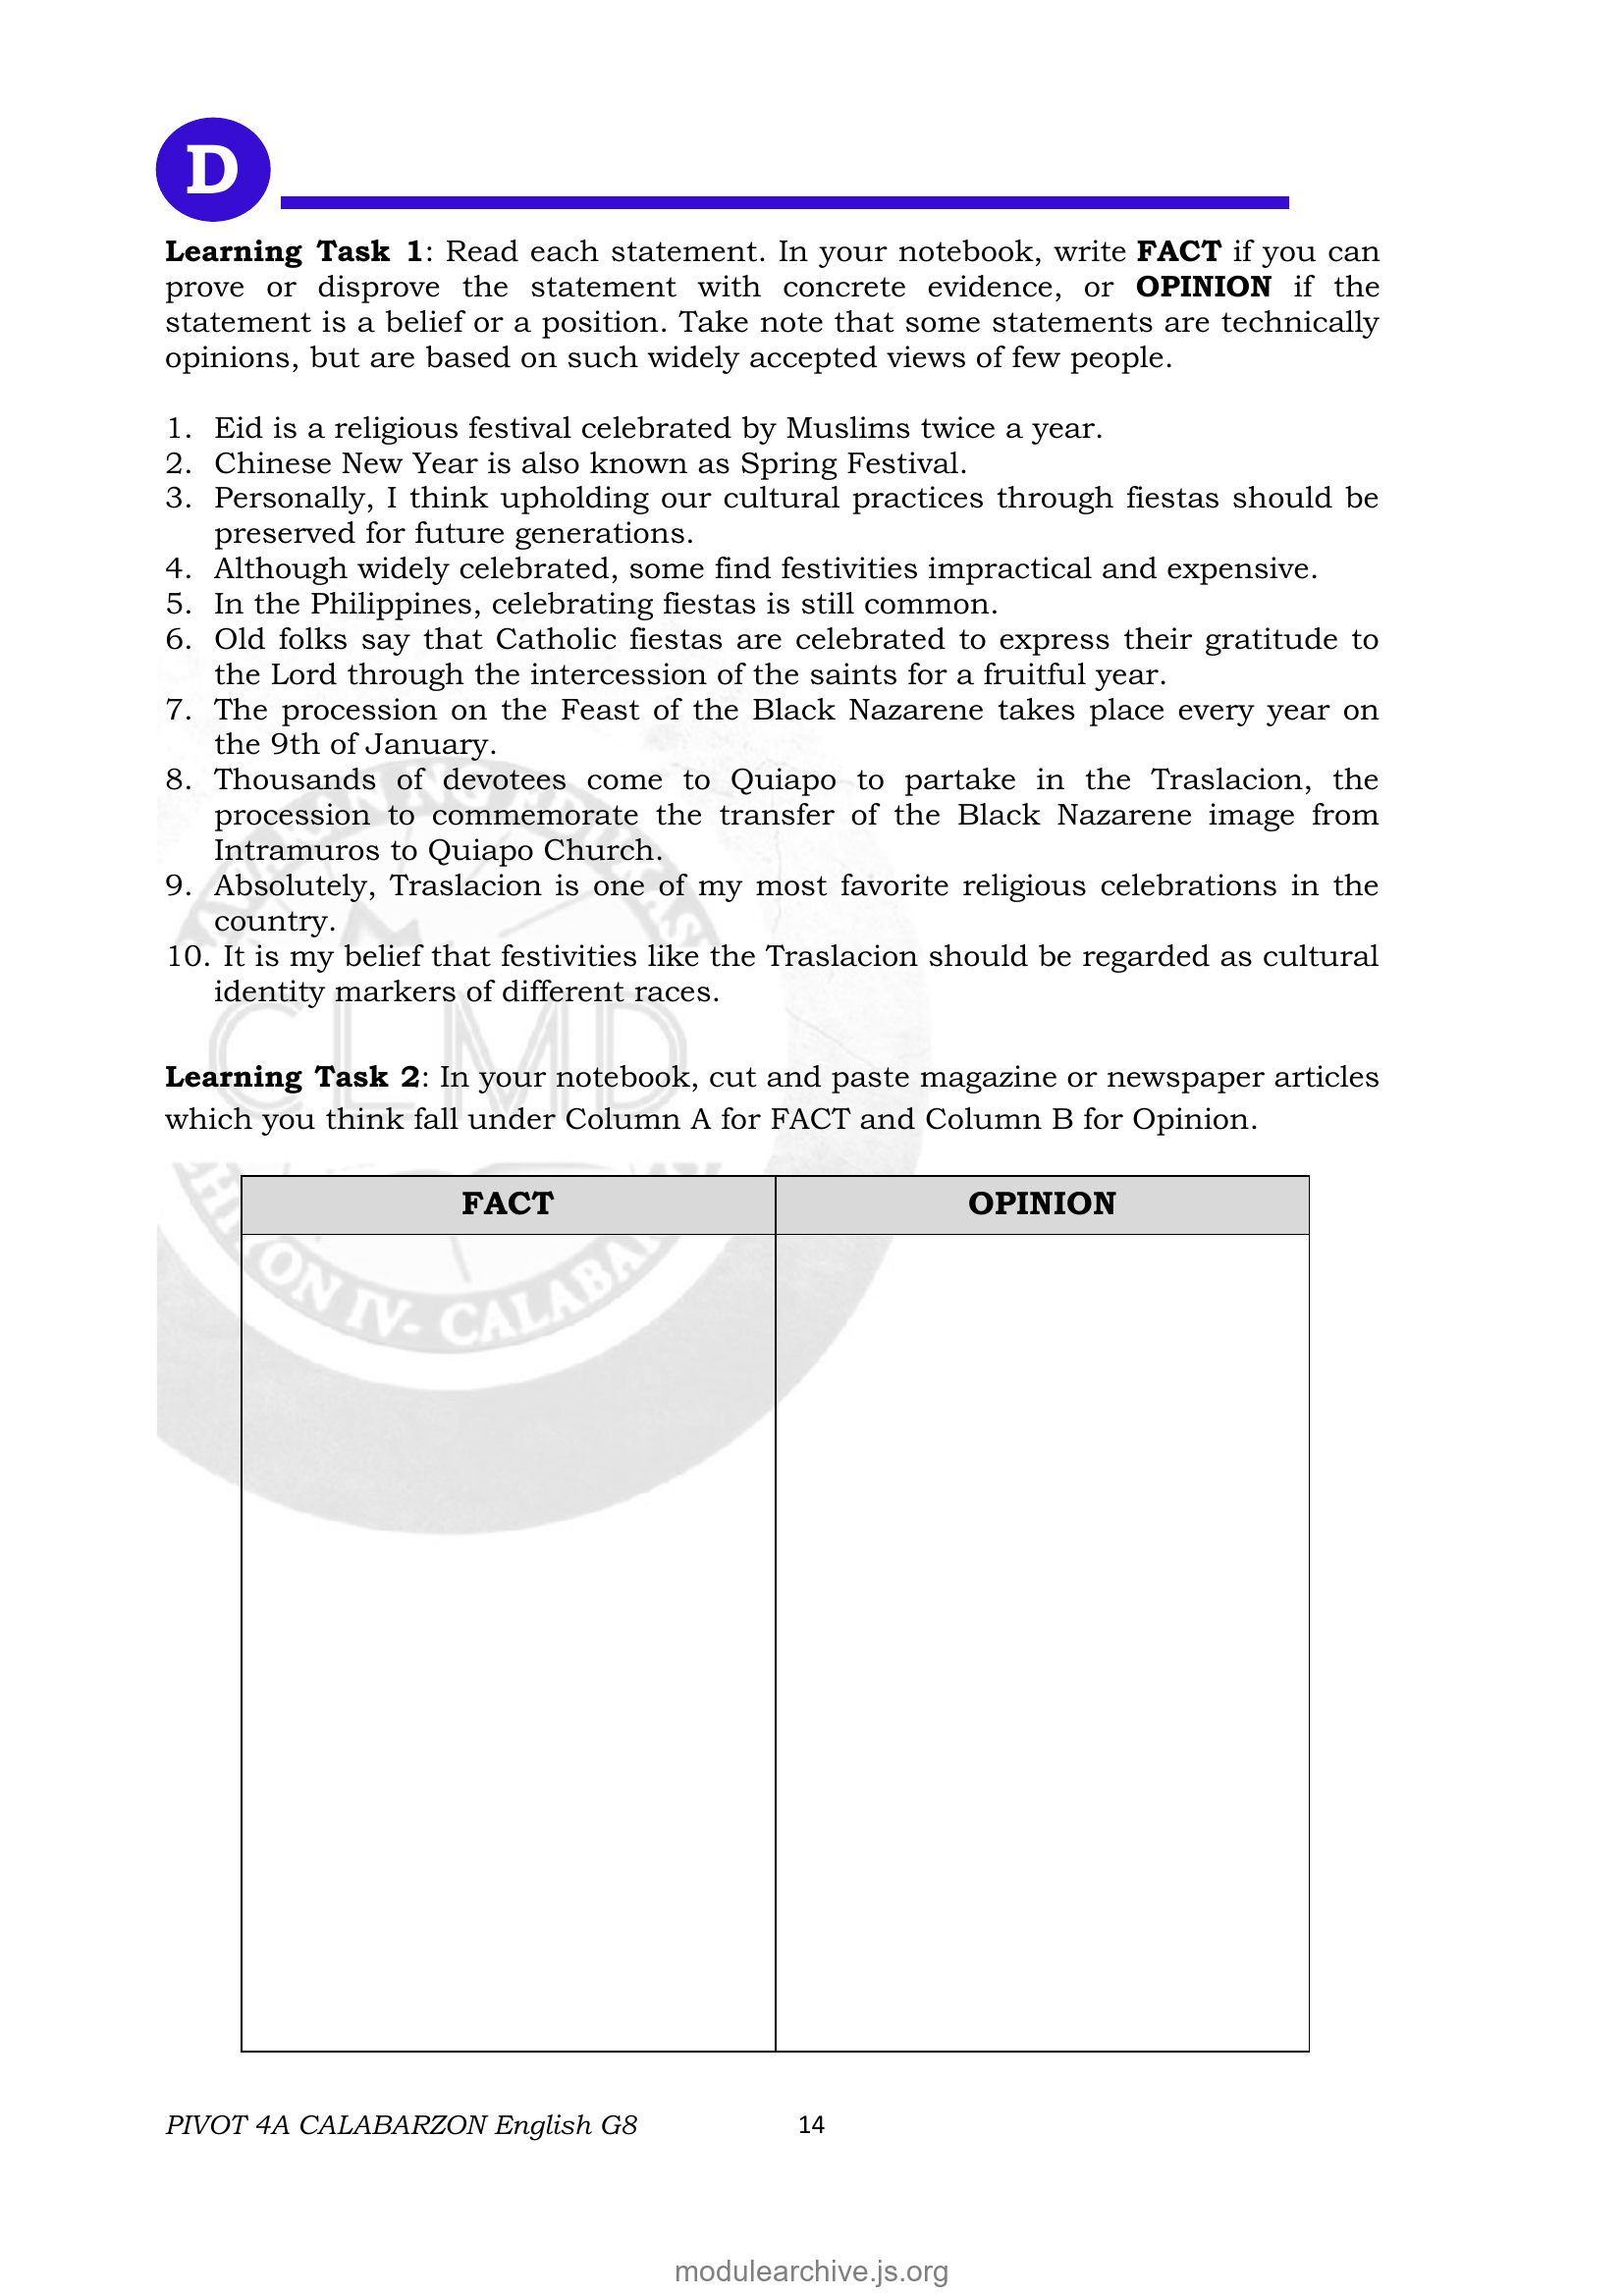 D
Learning Task 1: Read each statement. In your notebook, write FACT if you can
prove or disprove the statement with concrete evidence, or OPINION if the
statement is a belief or a position. Take note that some statements are technically
opinions, but are based on such widely accepted views of few people.
1. Eid is a religious festival celebrated by Muslims twice a year.
2. Chinese New Year is also known as Spring Festival.
3. Personally, I think upholding our cultural practices through fiestas should be
preserved for future generations.
4. Although widely celebrated, some find festivities impractical and expensive.
5. In the Philippines, celebrating fiestas is still common.
6. Old folks say that Catholic fiestas are celebrated to express their gratitude to
the Lord through the intercession of the saints for a fruitful year.
7. The procession on the Feast of the Black Nazarene takes place every year on
the 9th of January.
8. Thousands of devotees come to Quiapo to partake in the Traslacion, the
procession to commemorate the transfer of the Black Nazarene image from
Intramuros to Quiapo Church.
9. Absolutely, Traslacion is one of my most favorite religious celebrations in the
country.
10. It is my belief that festivities like the Traslacion should be regarded as cultural
identity markers of different races.
CLMD
Learning Task 2: In your notebook, cut and paste magazine or newspaper articles
which you think fall under Column A for FACT and Column B for Opinion.
FACT OPINION
IV- CALABAR
PIVOT 4A CALABARZON English G8 14
modulearchive.js.org